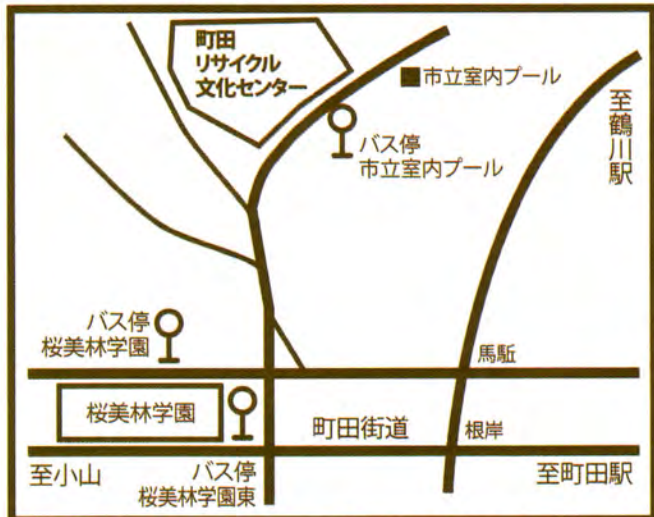 町田
リサイクル
文化センター
■市立室内プール
至鶴川駅
バス停
市立室内プール
バス停
桜美林学園
馬駈
桜美林学園
町田街道
根岸
至小山
バス停
桜美林学園東
至町田駅